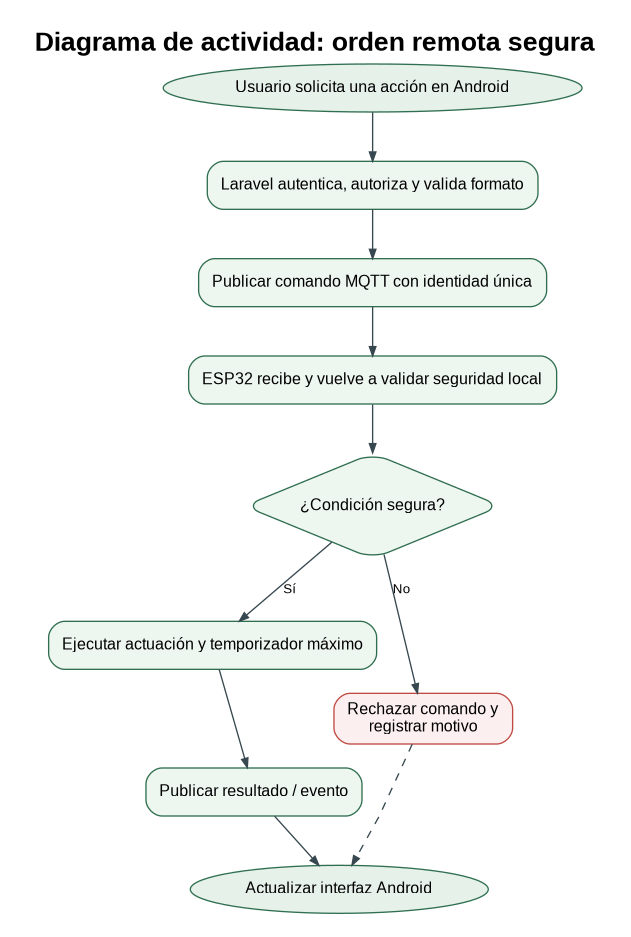 Diagrama de actividad: orden remota segura
Usuario solicita una acción en Android
Laravel autentica, autoriza y valida formato
Publicar comando MQTT con identidad única
ESP32 recibe y vuelve a validar seguridad local
¿Condición segura?
Sí
No
Ejecutar actuación y temporizador máximo
Rechazar comando y
registrar motivo
Publicar resultado / evento
Actualizar interfaz Android